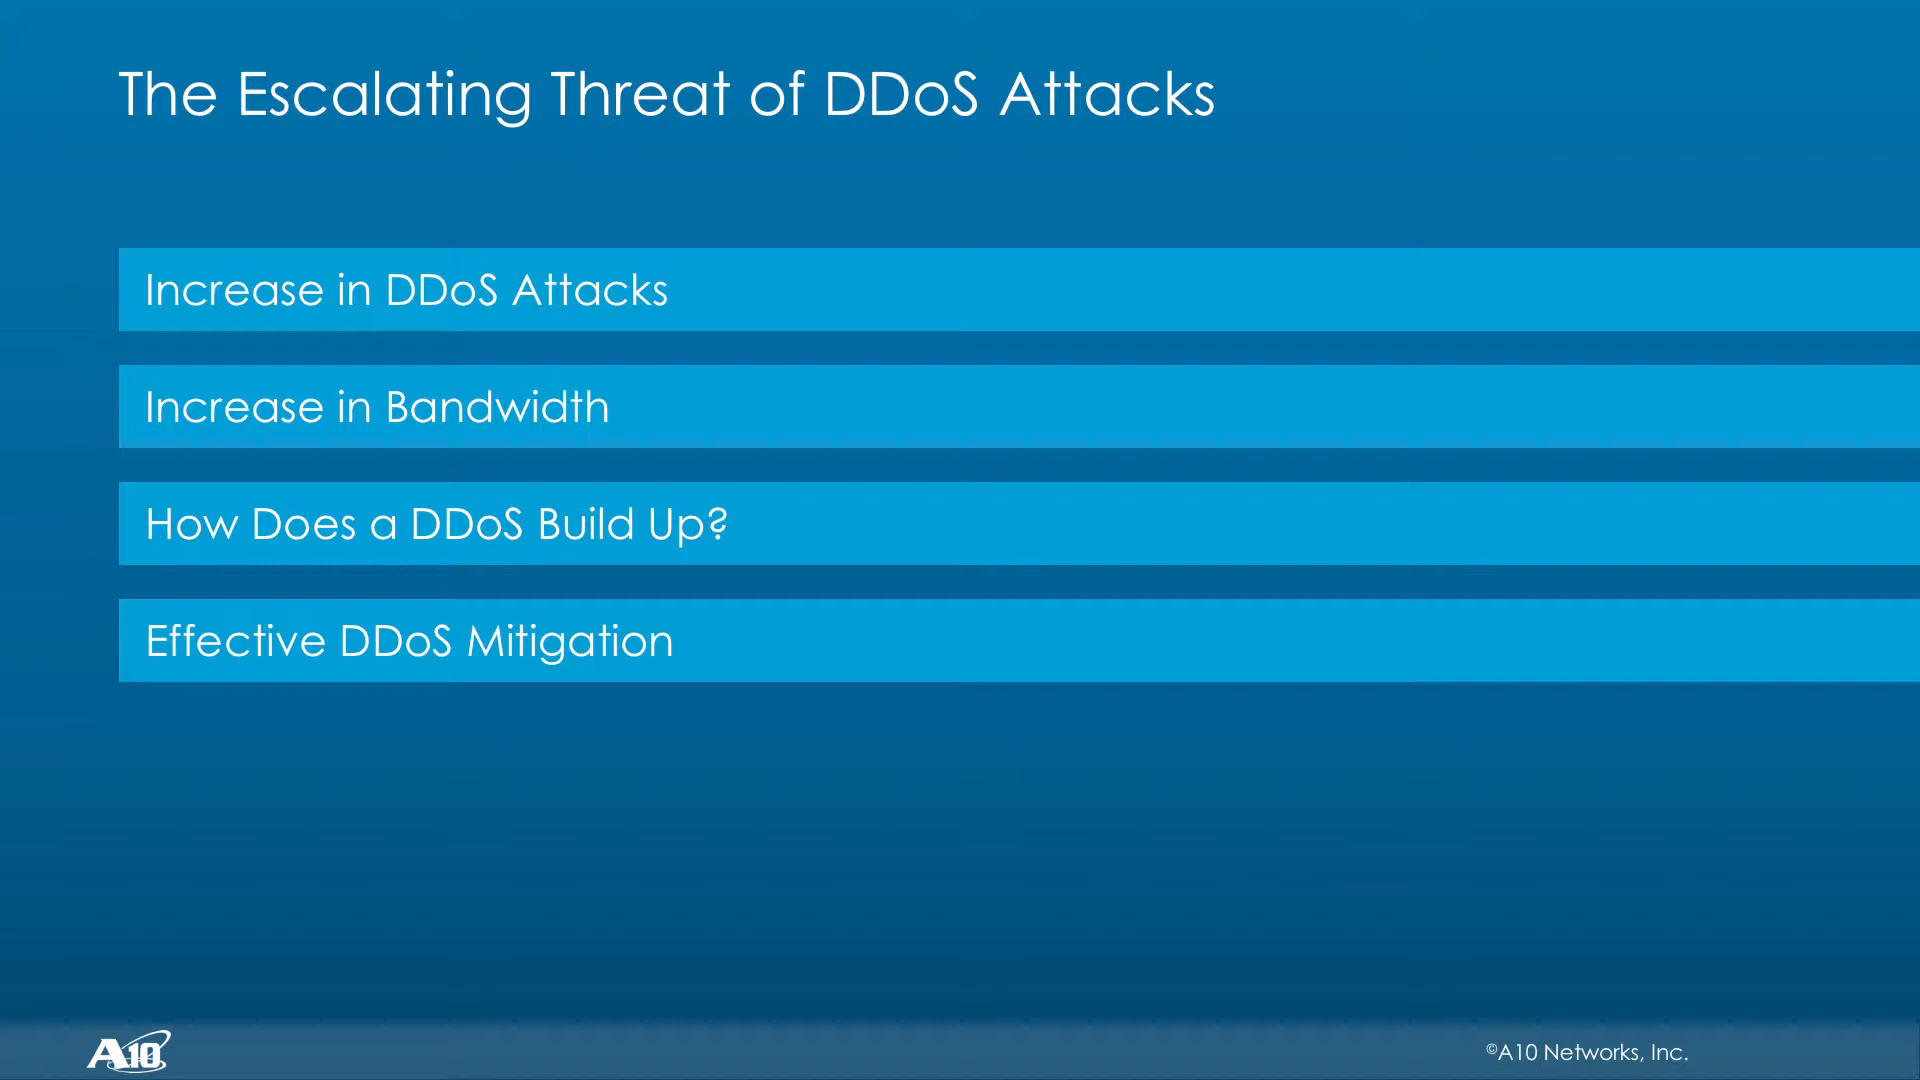 The Escalating Threat of DDoS Attacks
Increase in DDoS Attacks
Increase in Bandwidth
How Does a DDoS Build Up?
Effective DDoS Mitigation
A10
©A10 Networks, Inc.